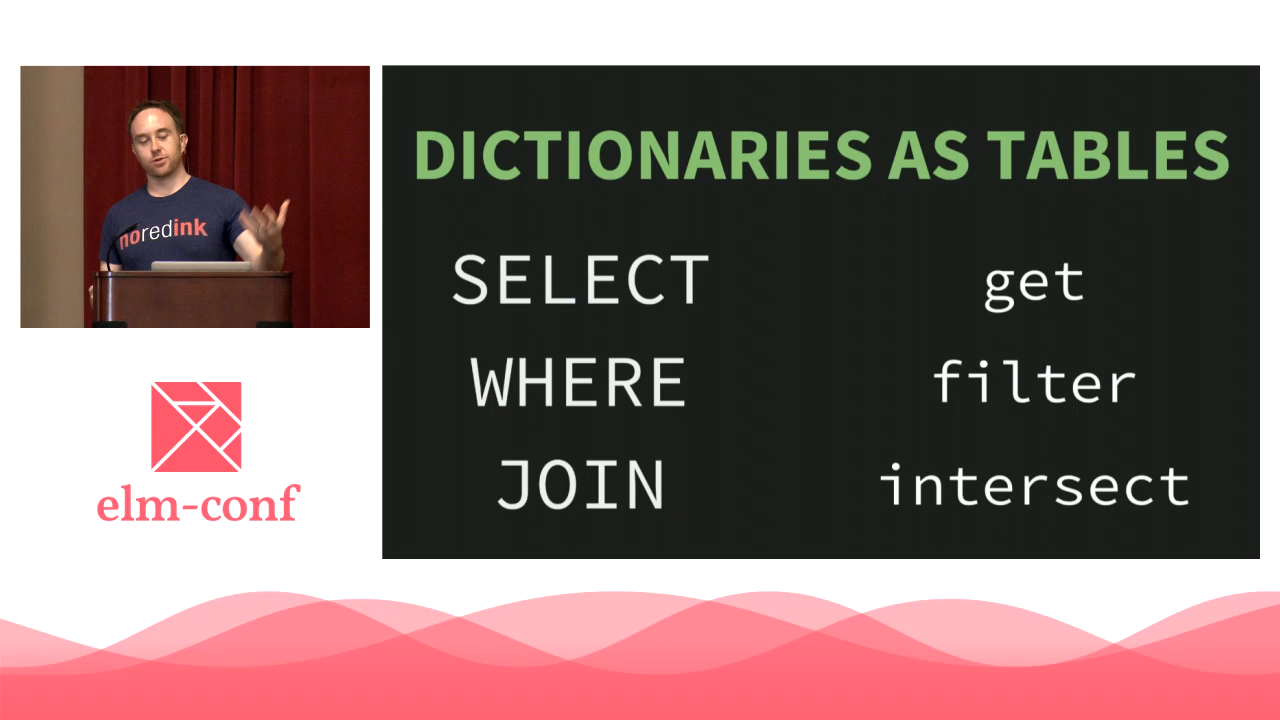 noredink
DICTIONARIES AS TABLES
SELECT get
WHERE filter
JOIN intersect
elm-conf